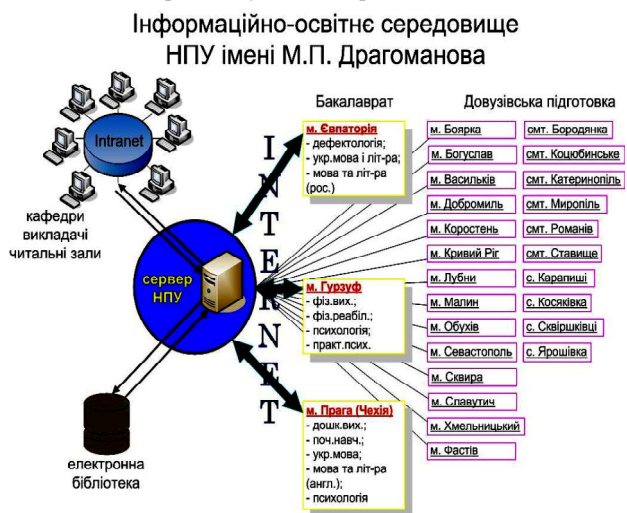 Інформаційно-освітнє середовище
НПУ імені М.П. Драгоманова
Intranet
кафедри
викладачі
читальні зали
сервер
НПУ
електронна
бібліотека
INTERNET
Бакалаврат
м. Євпаторія
- дефектологія;
- укр.мова і літ-ра;
- мова та літ-ра
(рос.)
м. Гурзуф
- фіз.вих.;
- фіз.реабіл.;
- психологія;
- практ.псих.
м. Прага (Чехія)
- дошк.вих.;
- поч.навч.;
- укр.мова;
- мова та літ-ра
(англ.);
- психологія
Довузівська підготовка
м. Боярка
м. Богуслав
м. Васильків
м. Добромиль
м. Коростень
м. Кривий Ріг
м. Лубни
м. Малин
м. Обухів
м. Севастополь
м. Сквира
м. Славутич
м. Хмельницький
м. Фастів
смт. Бородянка
смт. Коцюбинське
смт. Катеринопіль
смт. Миропіль
смт. Романів
смт. Ставище
с. Карапиші
с. Косяківка
с. Сквіршківці
с. Ярошівка